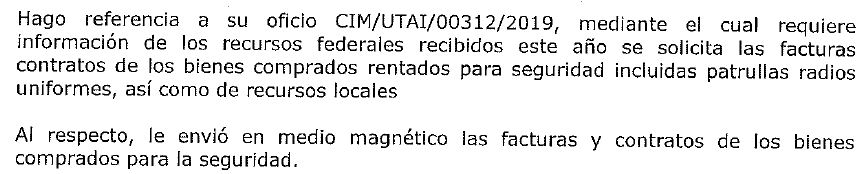 Hago referencia a su oficio CIM/UTAI/00312/2019, mediante el cual requiere
información de los recursos federales recibidos este año se solicita las facturas
contratos de los bienes comprados rentados para seguridad incluidas patrullas radios
uniformes, así como de recursos locales
Al respecto, le envió en medio magnético las facturas y contratos de los bienes
comprados para la seguridad.